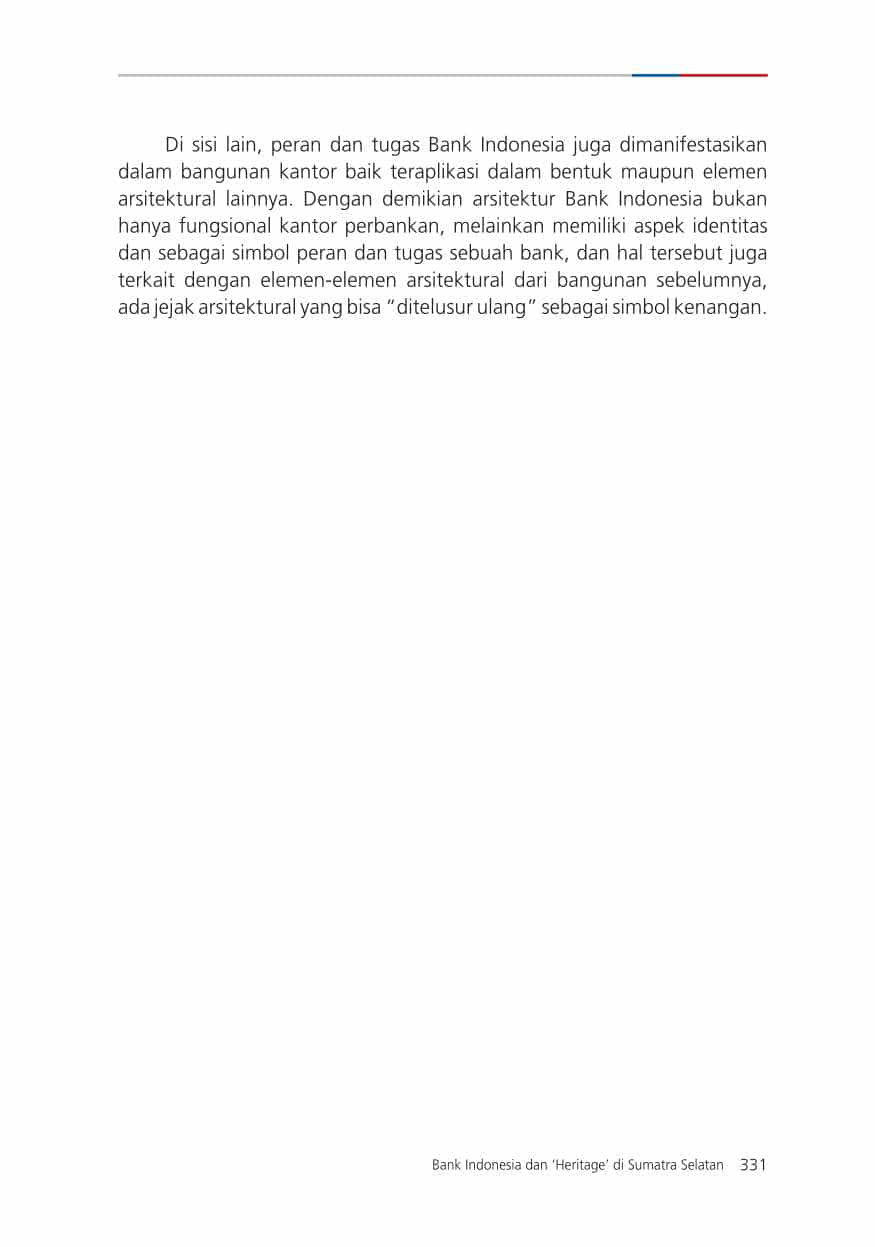 Di sisi lain, peran dan tugas Bank Indonesia juga dimanifestasikan
dalam bangunan kantor baik teraplikasi dalam bentuk maupun elemen
arsitektural lainnya. Dengan demikian arsitektur Bank Indonesia bukan
hanya fungsional kantor perbankan, melainkan memiliki aspek identitas
dan sebagai simbol peran dan tugas sebuah bank, dan hal tersebut juga
terkait dengan elemen-elemen arsitektural dari bangunan sebelumnya,
ada jejak arsitektural yang bisa “ditelusur ulang” sebagai simbol kenangan.
Bank Indonesia dan ‘Heritage’ di Sumatra Selatan 331